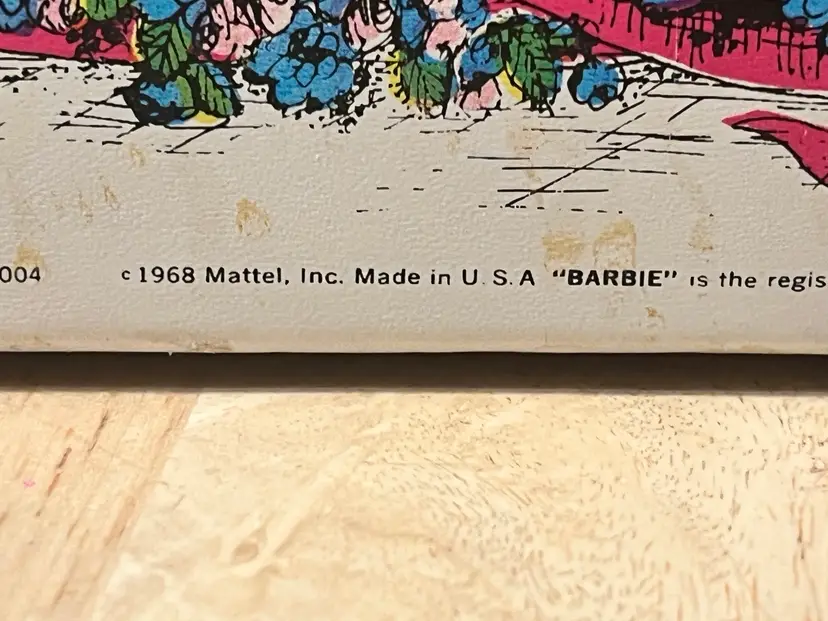 004 c 1968 Mattel, Inc. Made in U.S.A "BARBIE" is the regis